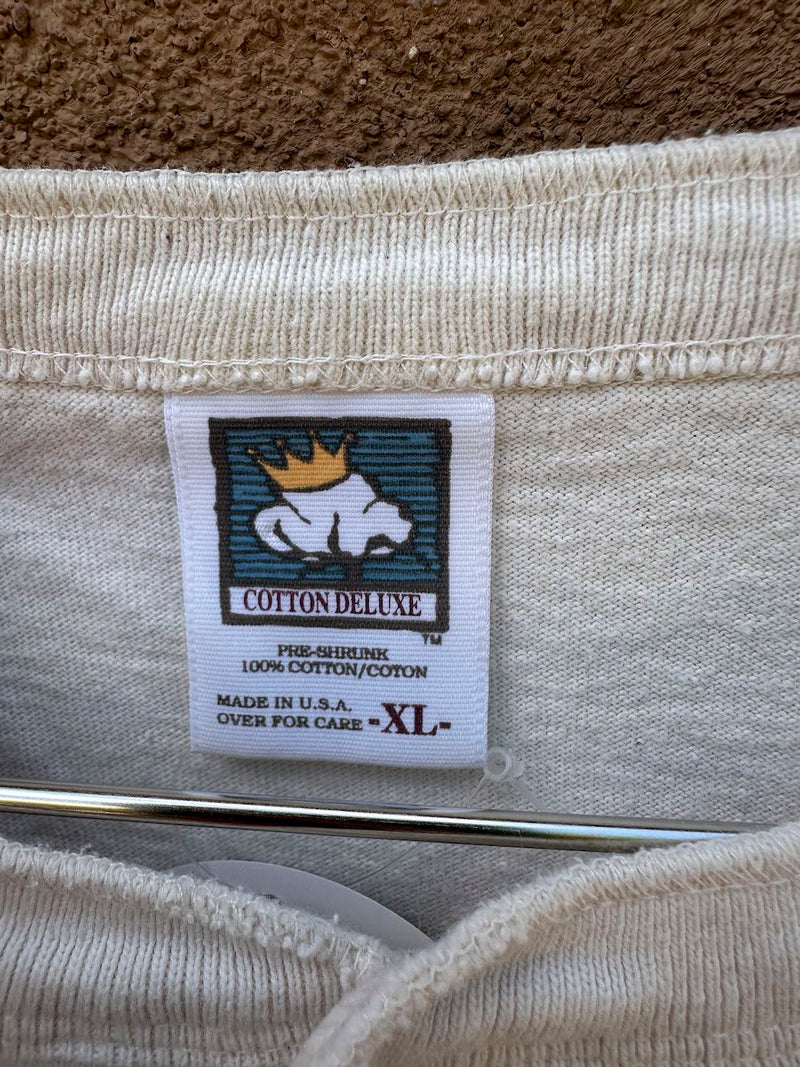 COTTON DELUXE
TM
PRE-SHRUNK
100% COTTON/COTON
MADE IN U.S.A.
OVER FOR CARE -XL-